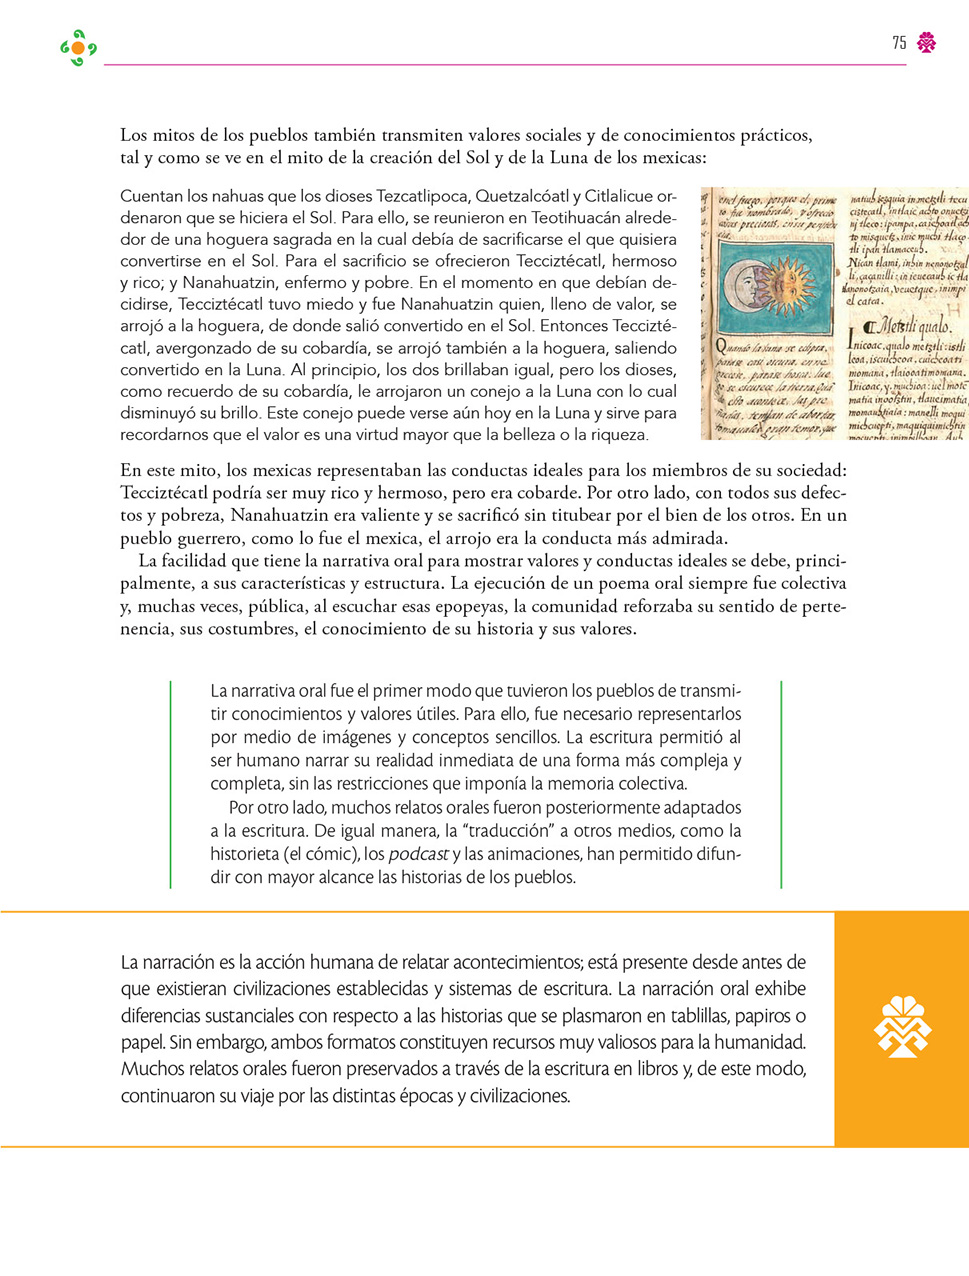 75
Los mitos de los pueblos también transmiten valores sociales y de conocimientos prácticos,
tal y como se ve en el mito de la creación del Sol y de la Luna de los mexicas:
Cuentan los nahuas que los dioses Tezcatlipoca, Quetzalcóatl y Citlalicue or-
denaron que se hiciera el Sol. Para ello, se reunieron en Teotihuacán alrede-
dor de una hoguera sagrada en la cual debía de sacrificarse el que quisiera
convertirse en el Sol. Para el sacrificio se ofrecieron Tecciztécatl, hermoso
y rico; y Nanahuatzin, enfermo y pobre. En el momento en que debían de-
cidirse, Tecciztécatl tuvo miedo y fue Nanahuatzin quien, lleno de valor, se
arrojó a la hoguera, de donde salió convertido en el Sol. Entonces Teccizté-
catl, avergonzado de su cobardía, se arrojó también a la hoguera, saliendo
convertido en la Luna. Al principio, los dos brillaban igual, pero los dioses,
como recuerdo de su cobardía, le arrojaron un conejo a la Luna con lo cual
disminuyó su brillo. Este conejo puede verse aún hoy en la Luna y sirve para
recordarnos que el valor es una virtud mayor que la belleza o la riqueza.
Metztli qualo.
En este mito, los mexicas representaban las conductas ideales para los miembros de su sociedad:
Tecciztécatl podría ser muy rico y hermoso, pero era cobarde. Por otro lado, con todos sus defec-
tos y pobreza, Nanahuatzin era valiente y se sacrificó sin titubear por el bien de los otros. En un
pueblo guerrero, como lo fue el mexica, el arrojo era la conducta más admirada.
La facilidad que tiene la narrativa oral para mostrar valores y conductas ideales se debe, princi-
palmente, a sus características y estructura. La ejecución de un poema oral siempre fue colectiva
y, muchas veces, pública, al escuchar esas epopeyas, la comunidad reforzaba su sentido de perte-
nencia, sus costumbres, el conocimiento de su historia y sus valores.
La narrativa oral fue el primer modo que tuvieron los pueblos de transmi-
tir conocimientos y valores útiles. Para ello, fue necesario representarlos
por medio de imágenes y conceptos sencillos. La escritura permitió al
ser humano narrar su realidad inmediata de una forma más compleja y
completa, sin las restricciones que imponía la memoria colectiva.
Por otro lado, muchos relatos orales fueron posteriormente adaptados
a la escritura. De igual manera, la “traducción” a otros medios, como la
historieta (el cómic), los podcast y las animaciones, han permitido difun-
dir con mayor alcance las historias de los pueblos.
La narración es la acción humana de relatar acontecimientos; está presente desde antes de
que existieran civilizaciones establecidas y sistemas de escritura. La narración oral exhibe
diferencias sustanciales con respecto a las historias que se plasmaron en tablillas, papiros o
papel. Sin embargo, ambos formatos constituyen recursos muy valiosos para la humanidad.
Muchos relatos orales fueron preservados a través de la escritura en libros y, de este modo,
continuaron su viaje por las distintas épocas y civilizaciones.